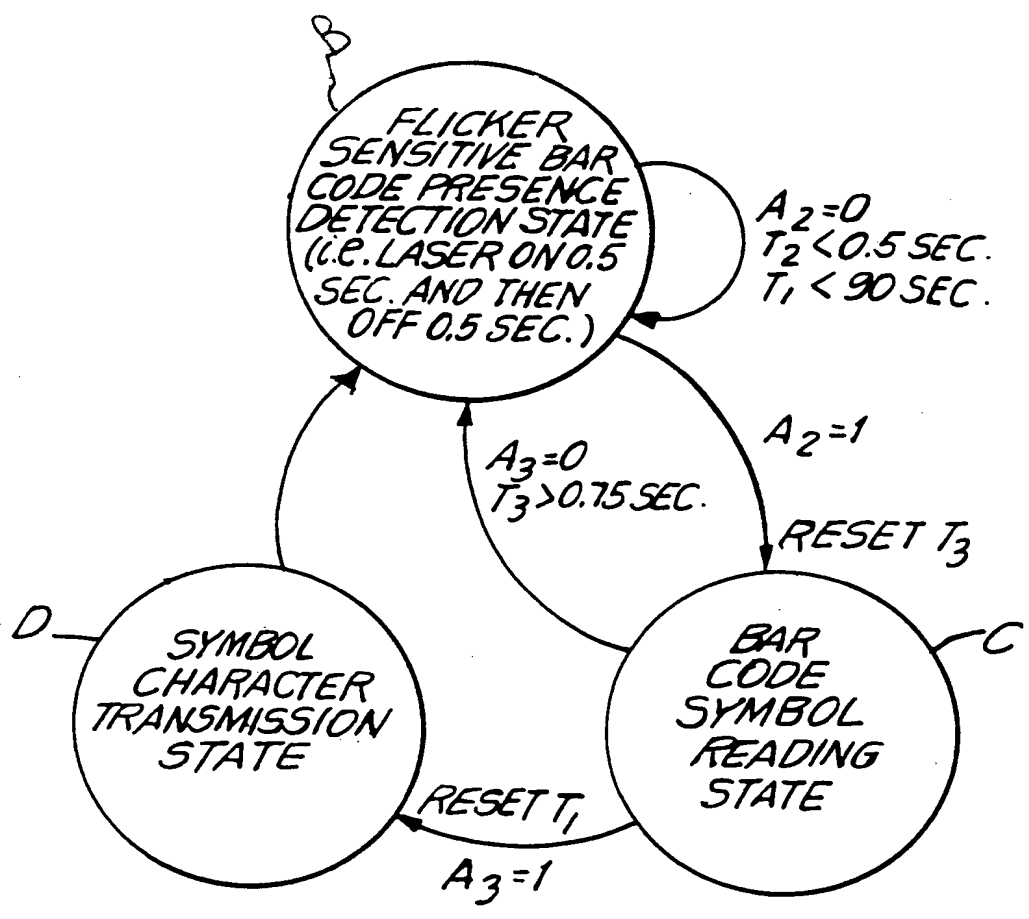 B
FLICKER
SENSITIVE BAR
CODE PRESENCE
DETECTION STATE
(i.e. LASER ON 0.5
SEC. AND THEN
OFF 0.5 SEC.)
A2=0
T2<0.5 SEC.
T1<90 SEC.
A2=1
A3=0
T3>0.75 SEC.
RESET T3
D
SYMBOL
CHARACTER
TRANSMISSION
STATE
C
BAR
CODE
SYMBOL
READING
STATE
RESET T1
A3=1